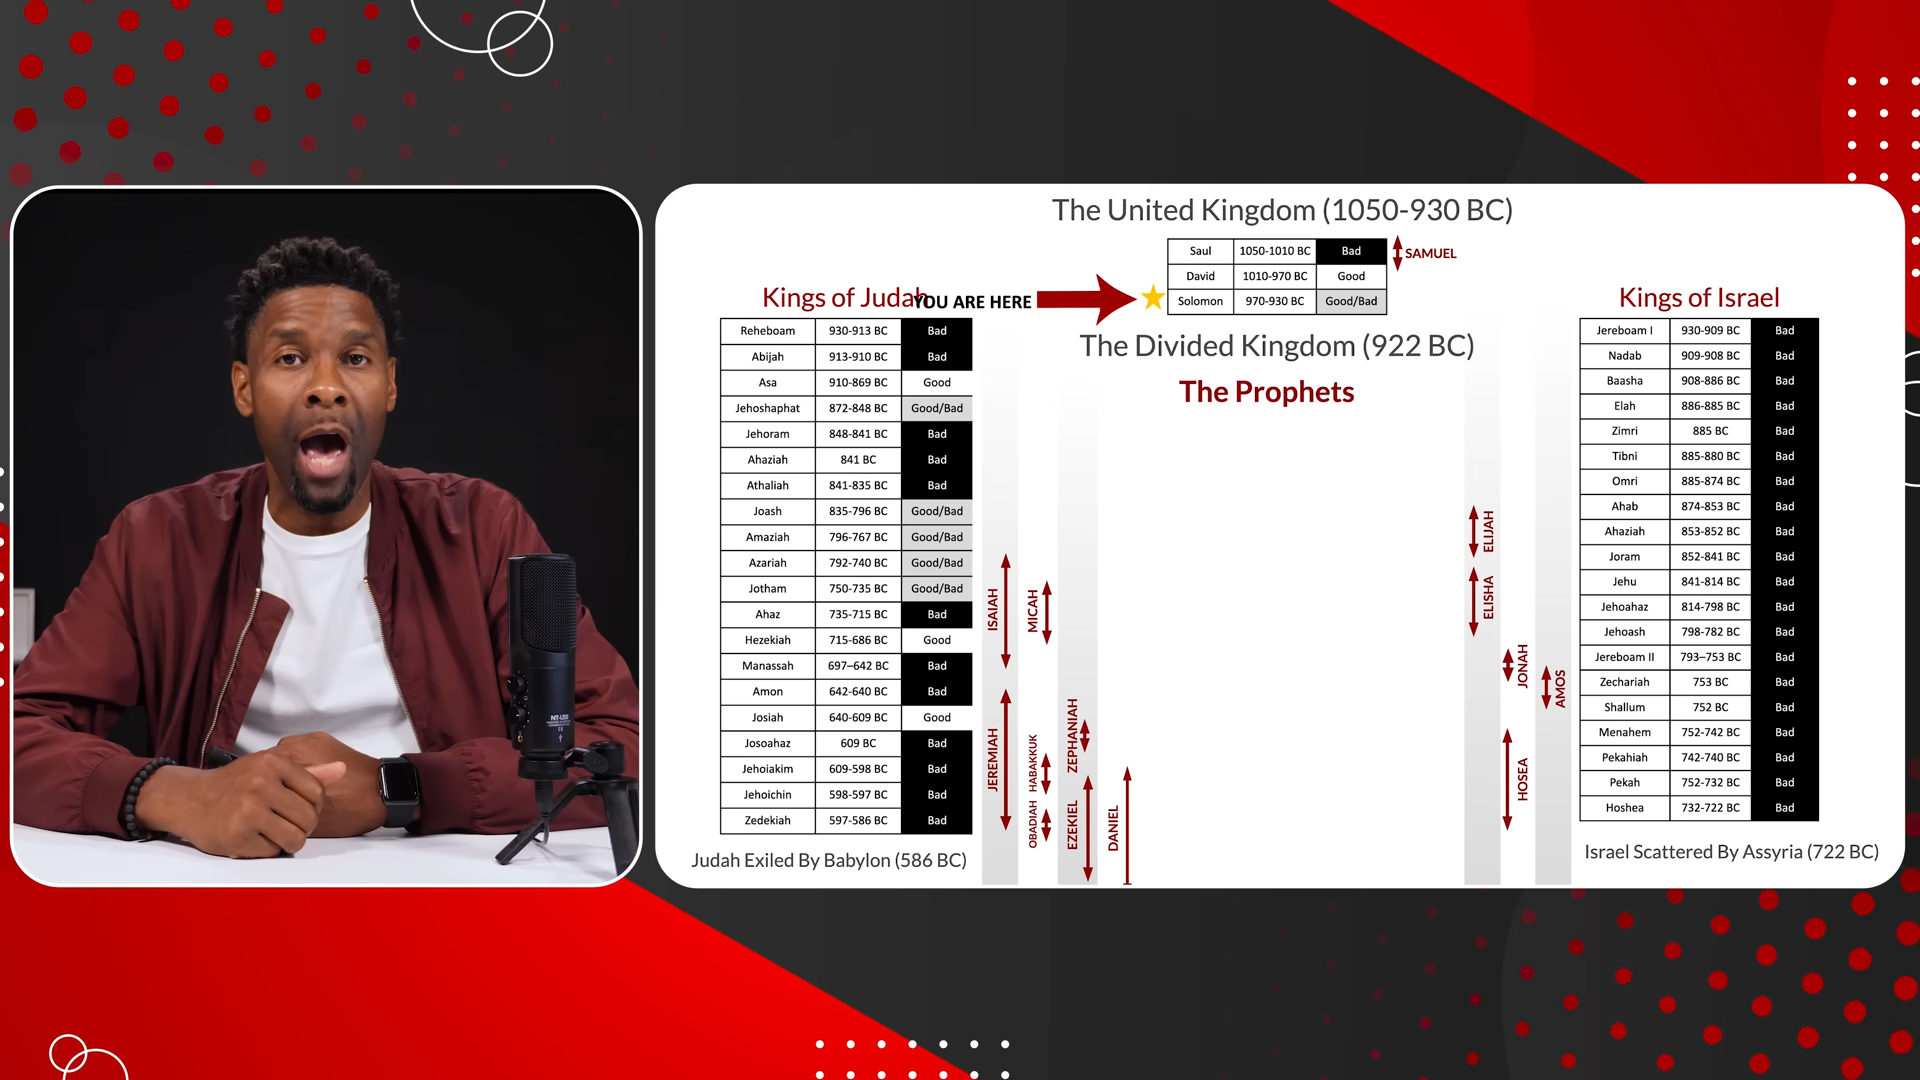 The United Kingdom (1050-930 BC)
Saul 1050-1010 BC Bad
David 1010-970 BC Good
Solomon 970-930 BC Good/Bad
SAMUEL
YOU ARE HERE
The Divided Kingdom (922 BC)
The Prophets
Kings of Judah
Reheboam 930-913 BC Bad
Abijah 913-910 BC Bad
Asa 910-869 BC Good
Jehoshaphat 872-848 BC Good/Bad
Jehoram 848-841 BC Bad
Ahaziah 841 BC Bad
Athaliah 841-835 BC Bad
Joash 835-796 BC Good/Bad
Amaziah 796-767 BC Good/Bad
Azariah 792-740 BC Good/Bad
Jotham 750-735 BC Good/Bad
Ahaz 735-715 BC Bad
Hezekiah 715-686 BC Good
Manassah 697–642 BC Bad
Amon 642-640 BC Bad
Josiah 640-609 BC Good
Josoahaz 609 BC Bad
Jehoiakim 609-598 BC Bad
Jehoichin 598-597 BC Bad
Zedekiah 597-586 BC Bad
Judah Exiled By Babylon (586 BC)
ISAIAH
MICAH
JEREMIAH
HABAKKUK
OBADIAH
ZEPHANIAH
EZEKIEL
DANIEL
ELIJAH
ELISHA
JONAH
AMOS
HOSEA
Kings of Israel
Jereboam I 930-909 BC Bad
Nadab 909-908 BC Bad
Baasha 908-886 BC Bad
Elah 886-885 BC Bad
Zimri 885 BC Bad
Tibni 885-880 BC Bad
Omri 885-874 BC Bad
Ahab 874-853 BC Bad
Ahaziah 853-852 BC Bad
Joram 852-841 BC Bad
Jehu 841-814 BC Bad
Jehoahaz 814-798 BC Bad
Jehoash 798-782 BC Bad
Jereboam II 793–753 BC Bad
Zechariah 753 BC Bad
Shallum 752 BC Bad
Menahem 752-742 BC Bad
Pekahiah 742-740 BC Bad
Pekah 752-732 BC Bad
Hoshea 732-722 BC Bad
Israel Scattered By Assyria (722 BC)
NT-USB